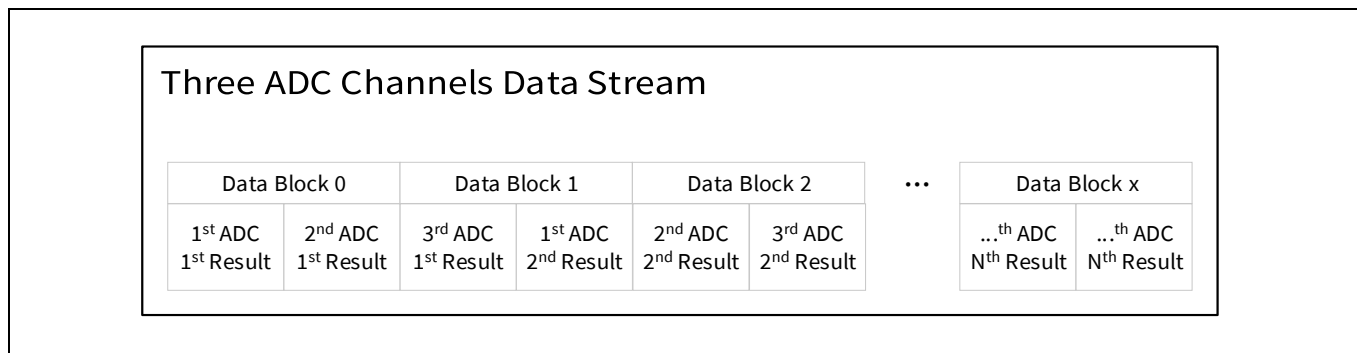 Three ADC Channels Data Stream
Data Block 0 Data Block 1 Data Block 2 ... Data Block x
1st ADC 2nd ADC 3rd ADC 1st ADC 2nd ADC 3rd ADC ...th ADC ...th ADC
1st Result 1st Result 1st Result 2nd Result 2nd Result 2nd Result Nth Result Nth Result